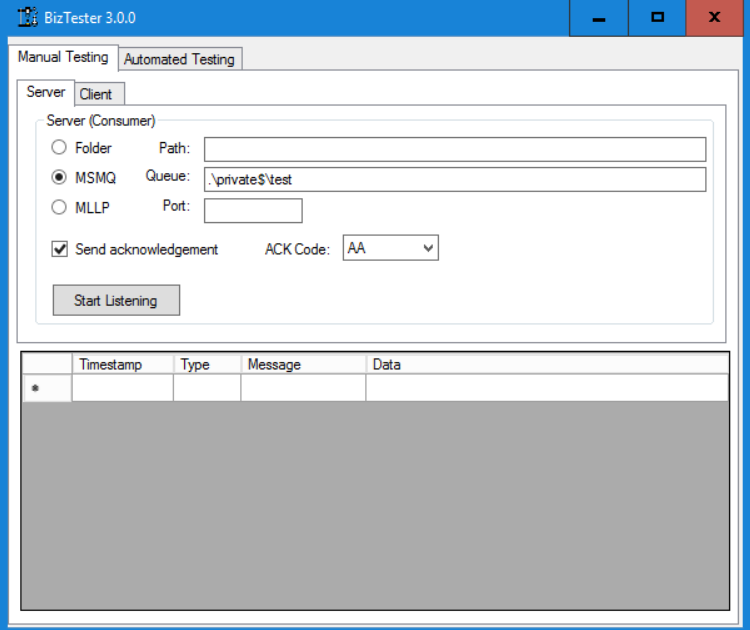 BizTester 3.0.0
Manual Testing Automated Testing
Server Client
Server (Consumer)
Folder Path:
MSMQ Queue: .\private$\test
MLLP Port:
Send acknowledgement ACK Code: AA
Start Listening
Timestamp Type Message Data
*